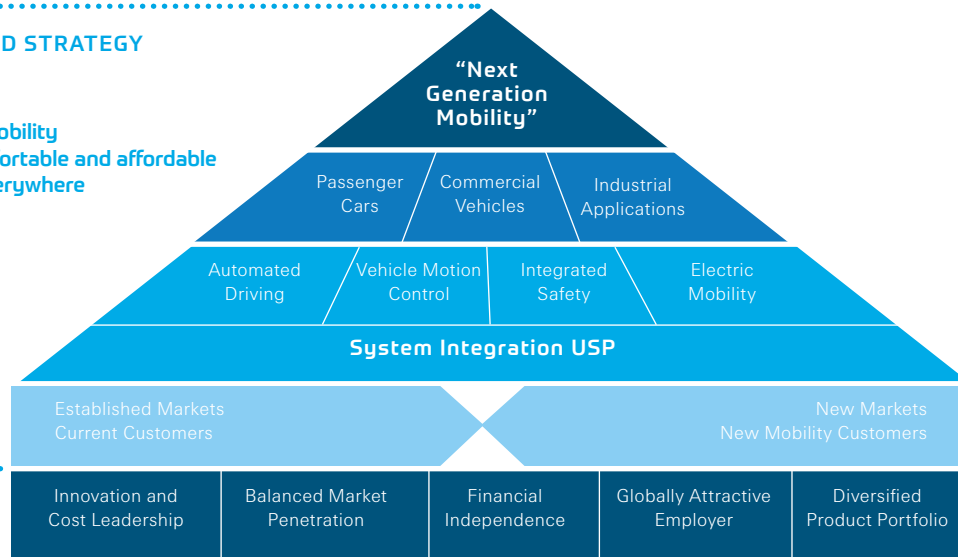 D STRATEGY
obility
ortable and affordable
erywhere
“Next
Generation
Mobility”
Passenger
Cars
Commercial
Vehicles
Industrial
Applications
Automated
Driving
Vehicle Motion
Control
Integrated
Safety
Electric
Mobility
System Integration USP
Established Markets
Current Customers
New Markets
New Mobility Customers
Innovation and
Cost Leadership
Balanced Market
Penetration
Financial
Independence
Globally Attractive
Employer
Diversified
Product Portfolio